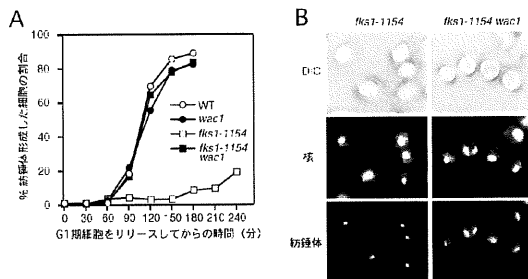 A
% 紡錘体形成した細胞の割合
100
80
60
40
20
0
WT
wac1
fks1-1154
fks1-1154
wac1
0 30 60 90 120 150 180 210 240
G1期細胞をリリースしてからの時間（分）
B
fks1-1154 fks1-1154 wac1
DIC
核
紡錘体